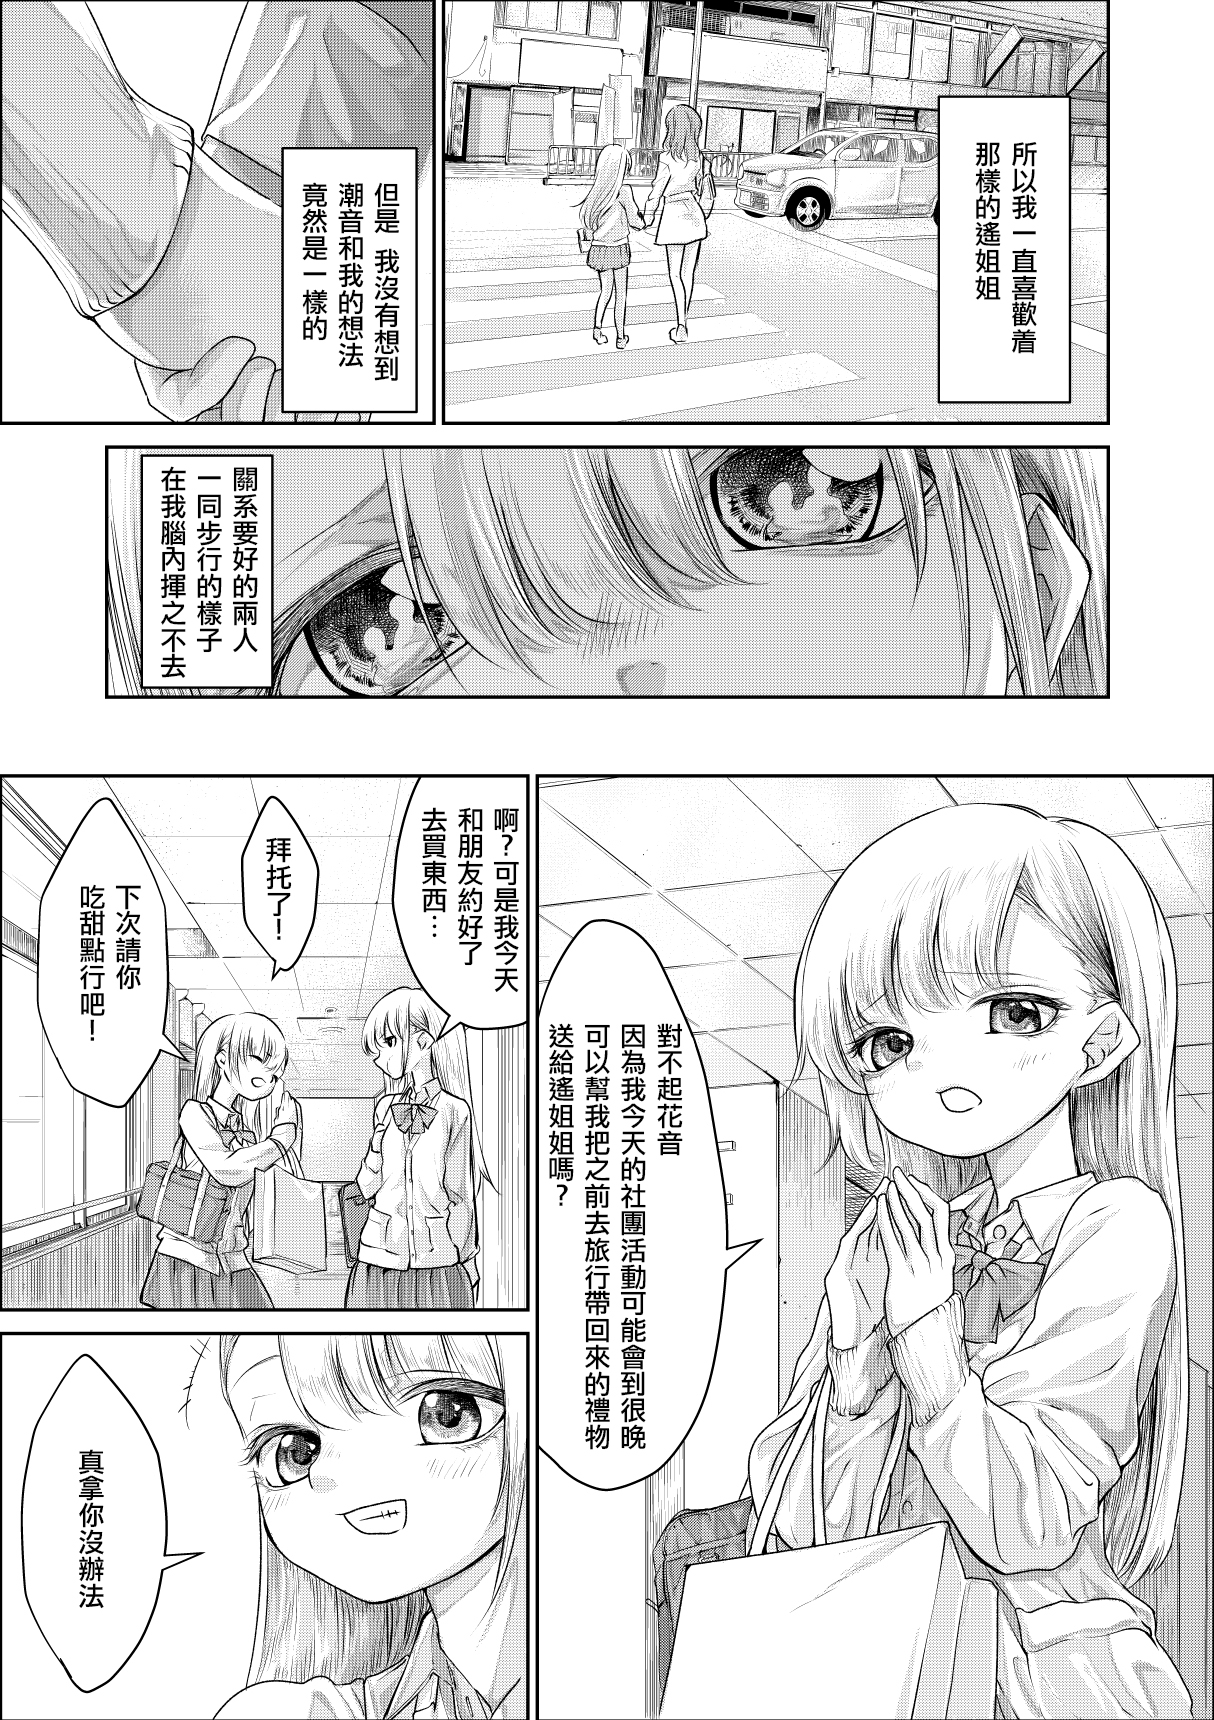 所以我一直喜歡着
那樣的遙姐姐
但是 我沒有想到
潮音和我的想法
竟然是一樣的
關系要好的兩人
一同步行的樣子
在我腦內揮之不去
對不起花音
因為我今天的社團活動可能會到很晚
可以幫我把之前去旅行帶回來的禮物
送給遙姐姐嗎？
啊？可是我今天
和朋友約好了
去買東西…
拜托了！
下次請你
吃甜點行吧！
真拿你沒辦法